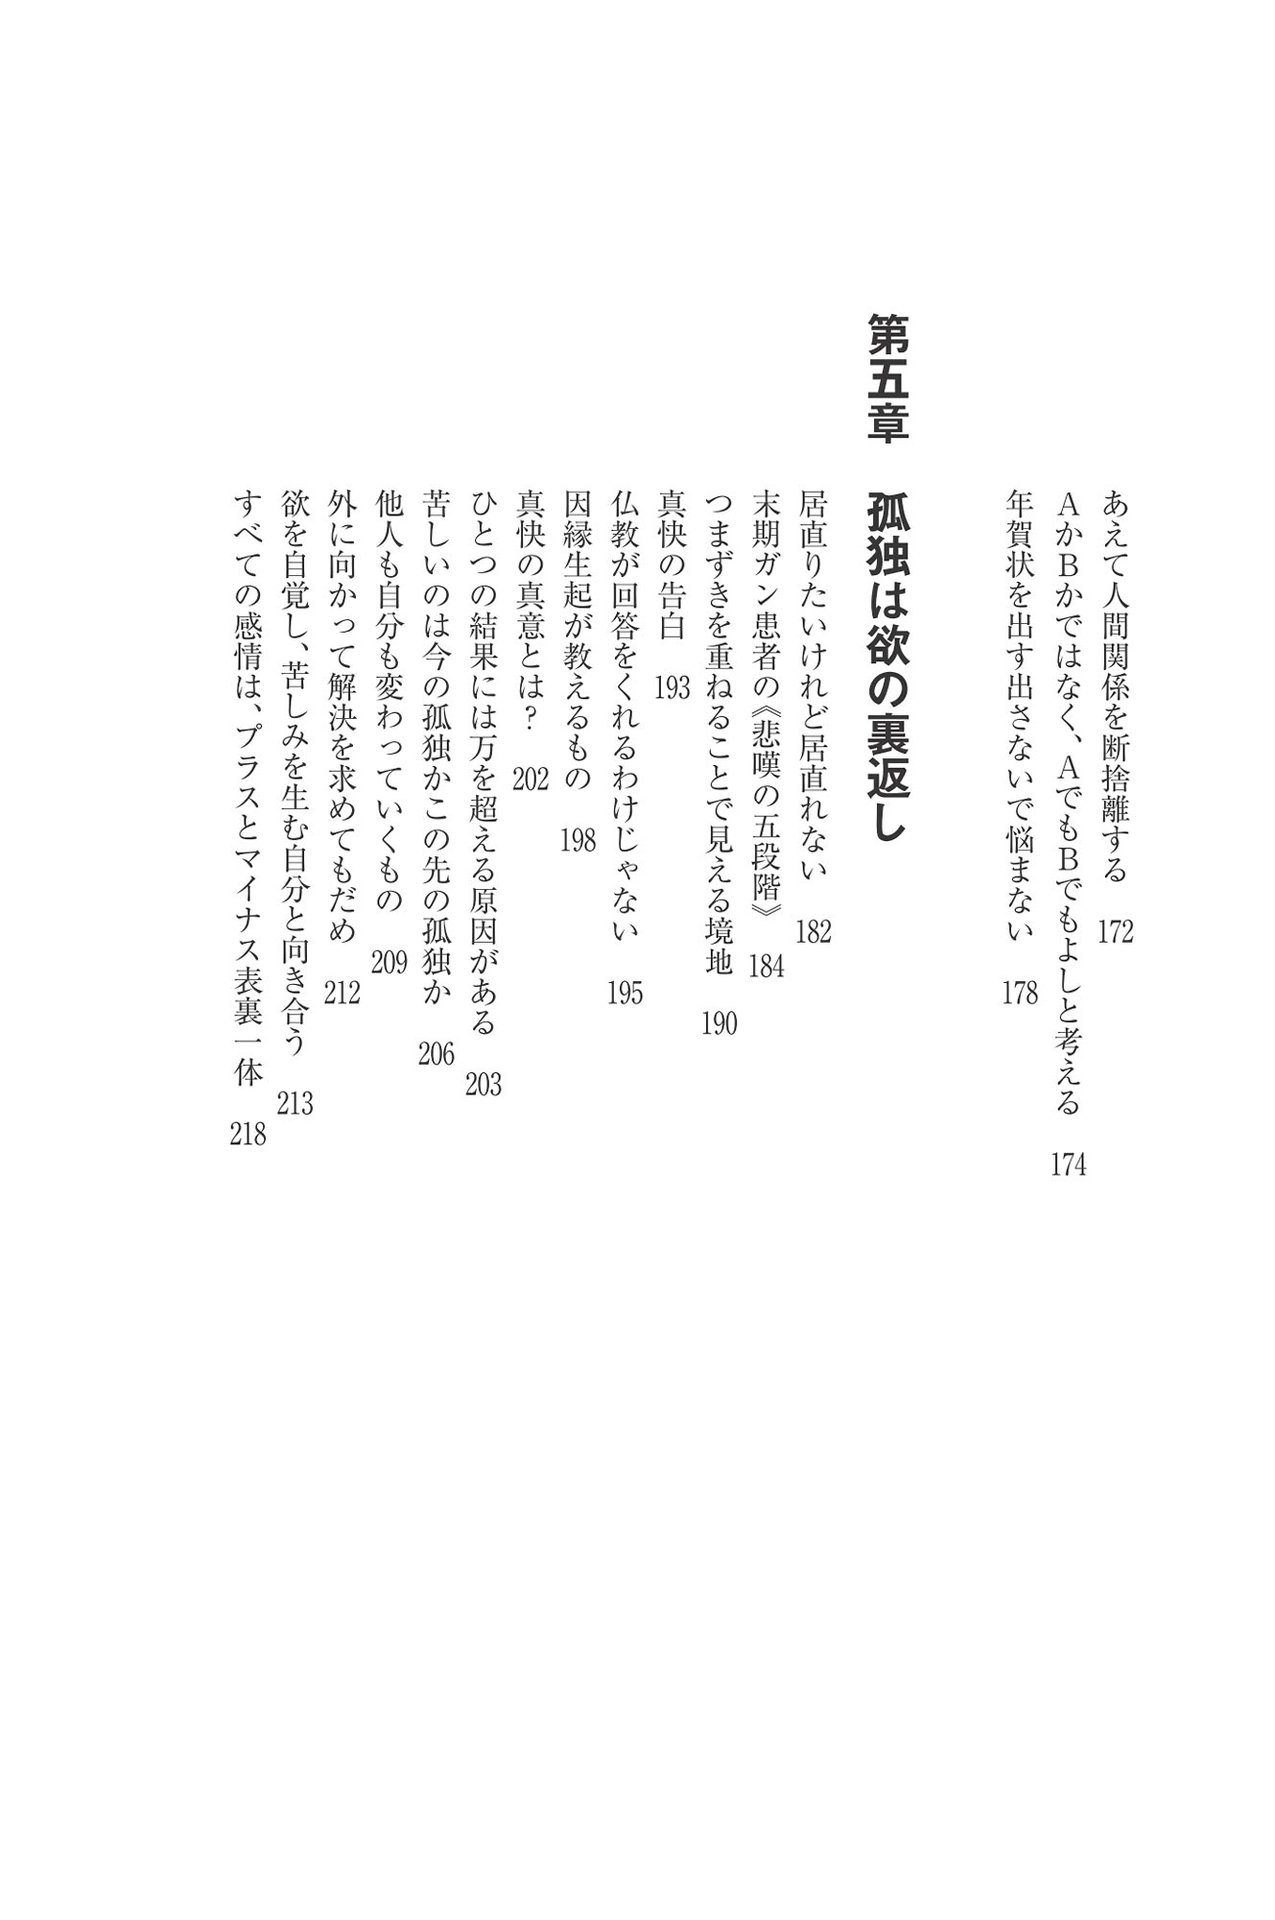 あえて人間関係を断捨離する 172
AかBかではなく、AでもBでもよしと考える 174
年賀状を出す出さないで悩まない 178
第五章 孤独は欲の裏返し
居直りたいけれど居直れない 182
末期ガン患者の《悲嘆の五段階》 184
つまずきを重ねることで見える境地 190
真快の告白 193
仏教が回答をくれるわけじゃない 195
因縁生起が教えるもの 198
真快の真意とは? 202
ひとつの結果には万を超える原因がある 203
苦しいのは今の孤独かこの先の孤独か 206
他人も自分も変わっていくもの 209
外に向かって解決を求めてもだめ 212
欲を自覚し、苦しみを生む自分と向き合う 213
すべての感情は、プラスとマイナス表裏一体 218